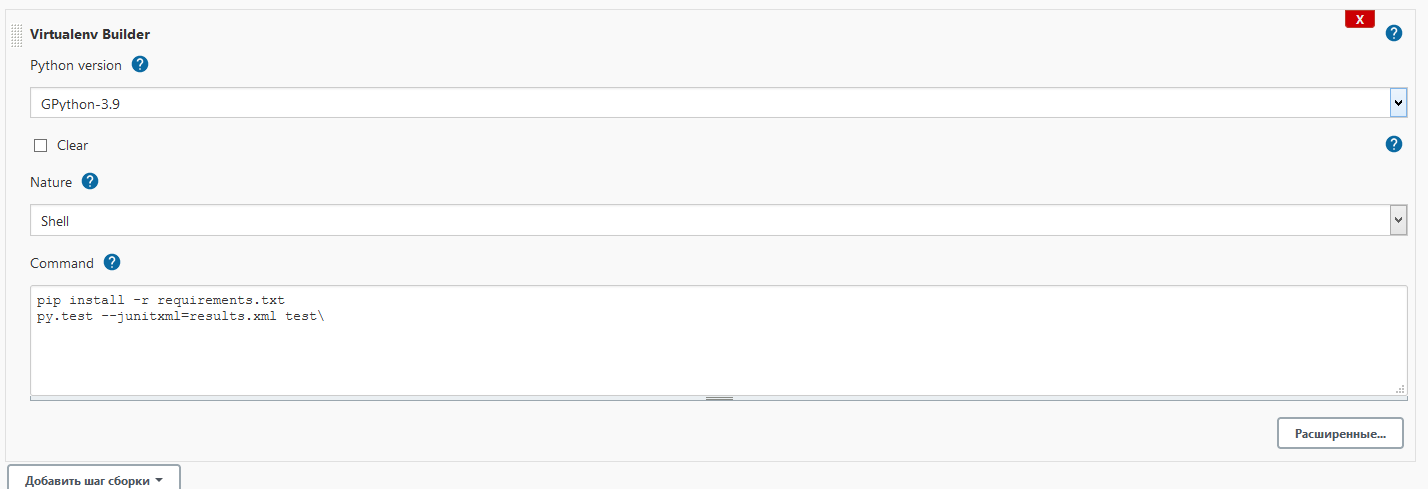 X
Virtualenv Builder ?
Python version ?
GPython-3.9
Clear ?
Nature ?
Shell
Command ?
pip install -r requirements.txt
py.test --junitxml=results.xml test\
Расширенные...
Добавить шаг сборки